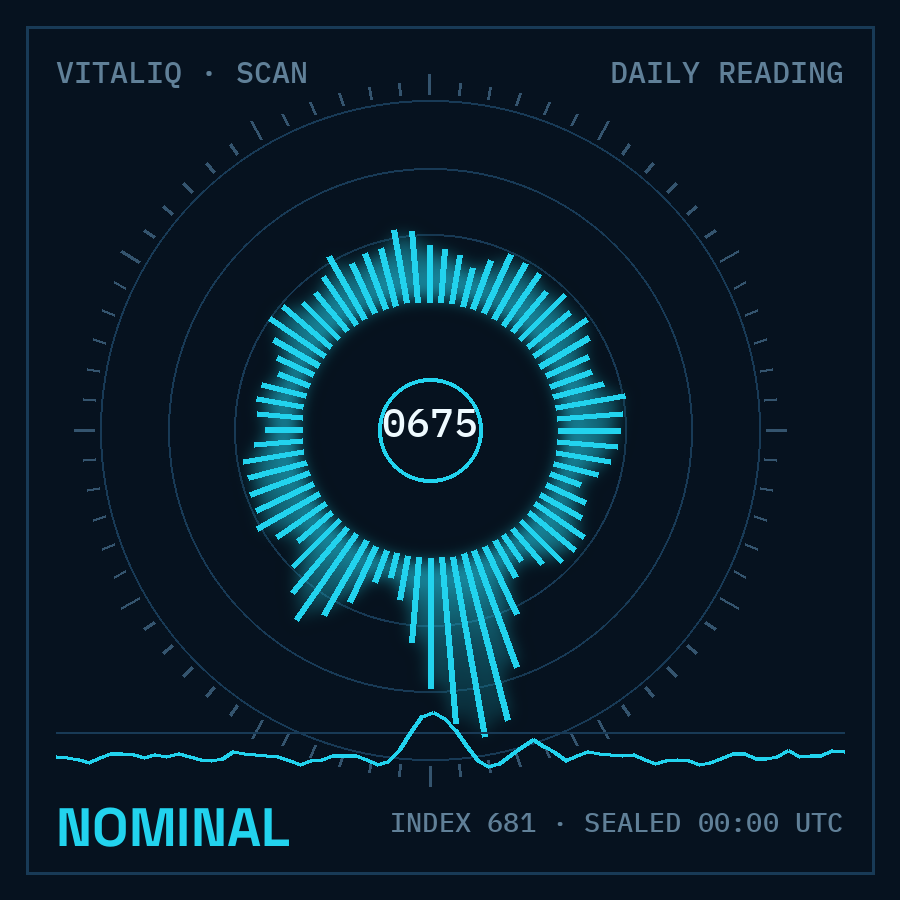 VITALIQ · SCAN
DAILY READING
0675
NOMINAL
INDEX 681 · SEALED 00:00 UTC